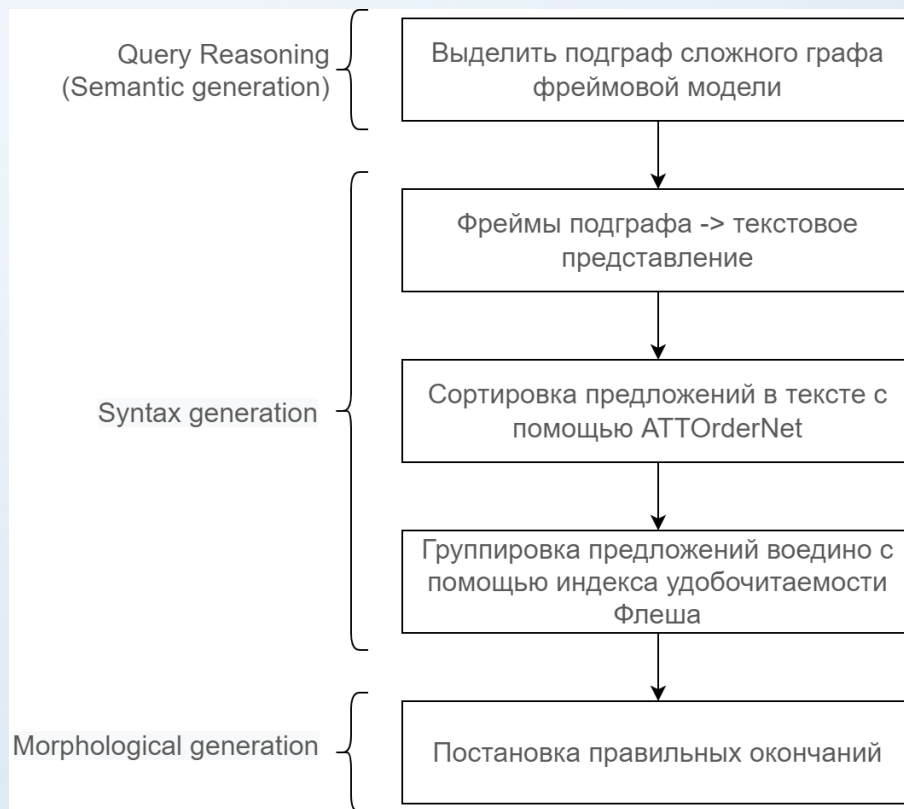 Query Reasoning
(Semantic generation)
Выделить подграф сложного графа
фреймовой модели
Фреймы подграфа -> текстовое
представление
Syntax generation
Сортировка предложений в тексте с
помощью ATTOrderNet
Группировка предложений воедино с
помощью индекса удобочитаемости
Флеша
Morphological generation
Постановка правильных окончаний